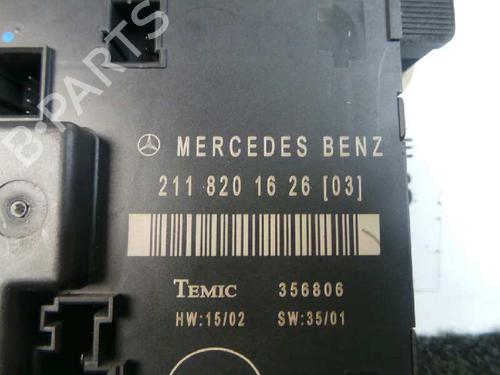 B-PARTS
MERCEDES BENZ
211 820 16 26 [03]
TEMIC 356806
HW:15/02 SW:35/01